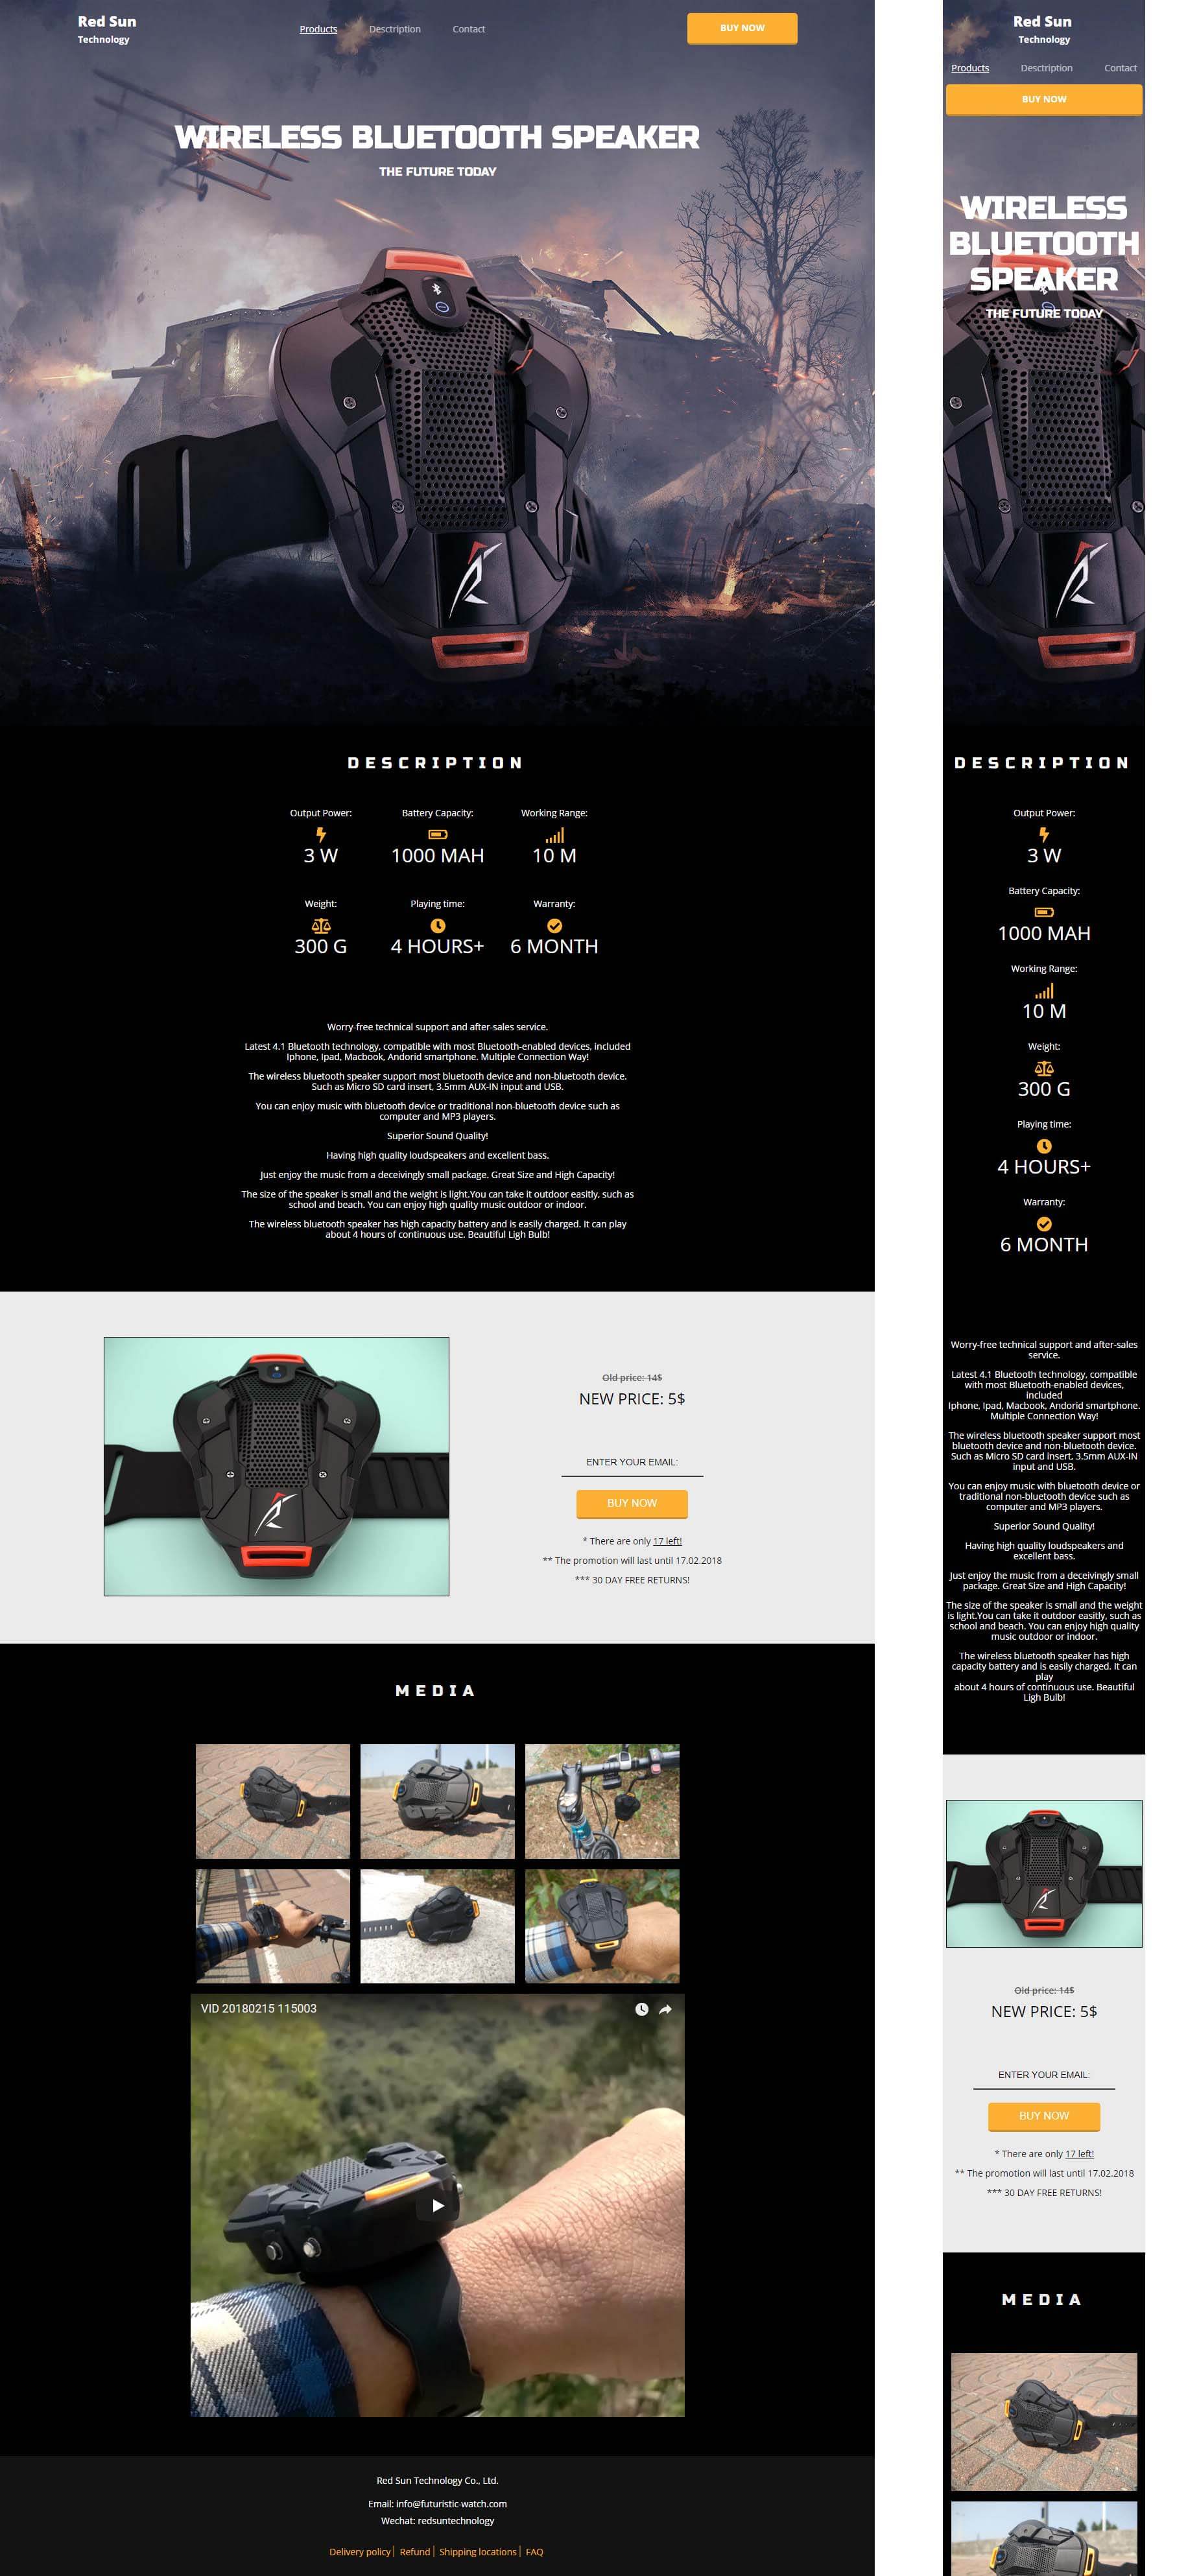 Red Sun
Technology
Products
Desctription
Contact
BUY NOW
WIRELESS BLUETOOTH SPEAKER
THE FUTURE TODAY
DESCRIPTION
Output Power:
3 W
Battery Capacity:
1000 MAH
Working Range:
10 M
Weight:
300 G
Playing time:
4 HOURS+
Warranty:
6 MONTH
Worry-free technical support and after-sales service.
Latest 4.1 Bluetooth technology, compatible with most Bluetooth-enabled devices, included
Iphone, Ipad, Macbook, Andorid smartphone. Multiple Connection Way!
The wireless bluetooth speaker support most bluetooth device and non-bluetooth device.
Such as Micro SD card insert, 3.5mm AUX-IN input and USB.
You can enjoy music with bluetooth device or traditional non-bluetooth device such as
computer and MP3 players.
Superior Sound Quality!
Having high quality loudspeakers and excellent bass.
Just enjoy the music from a deceivingly small package. Great Size and High Capacity!
The size of the speaker is small and the weight is light.You can take it outdoor easitly, such as
school and beach. You can enjoy high quality music outdoor or indoor.
The wireless bluetooth speaker has high capacity battery and is easily charged. It can play
about 4 hours of continuous use. Beautiful Ligh Bulb!
Old price: 14$
NEW PRICE: 5$
ENTER YOUR EMAIL:
BUY NOW
* There are only 17 left!
** The promotion will last until 17.02.2018
*** 30 DAY FREE RETURNS!
MEDIA
VID 20180215 115003
Red Sun Technology Co., Ltd.
Email: info@futuristic-watch.com
Wechat: redsuntechnology
Delivery policy | Refund | Shipping locations | FAQ
Red Sun
Technology
Products
Desctription
Contact
BUY NOW
WIRELESS
BLUETOOTH
SPEAKER
THE FUTURE TODAY
DESCRIPTION
Output Power:
3 W
Battery Capacity:
1000 MAH
Working Range:
10 M
Weight:
300 G
Playing time:
4 HOURS+
Warranty:
6 MONTH
Worry-free technical support and after-sales
service.
Latest 4.1 Bluetooth technology, compatible
with most Bluetooth-enabled devices,
included
Iphone, Ipad, Macbook, Andorid smartphone.
Multiple Connection Way!
The wireless bluetooth speaker support most
bluetooth device and non-bluetooth device.
Such as Micro SD card insert, 3.5mm AUX-IN
input and USB.
You can enjoy music with bluetooth device or
traditional non-bluetooth device such as
computer and MP3 players.
Superior Sound Quality!
Having high quality loudspeakers and
excellent bass.
Just enjoy the music from a deceivingly small
package. Great Size and High Capacity!
The size of the speaker is small and the weight
is light.You can take it outdoor easitly, such as
school and beach. You can enjoy high quality
music outdoor or indoor.
The wireless bluetooth speaker has high
capacity battery and is easily charged. It can
play
about 4 hours of continuous use. Beautiful
Ligh Bulb!
Old price: 14$
NEW PRICE: 5$
ENTER YOUR EMAIL:
BUY NOW
* There are only 17 left!
** The promotion will last until 17.02.2018
*** 30 DAY FREE RETURNS!
MEDIA